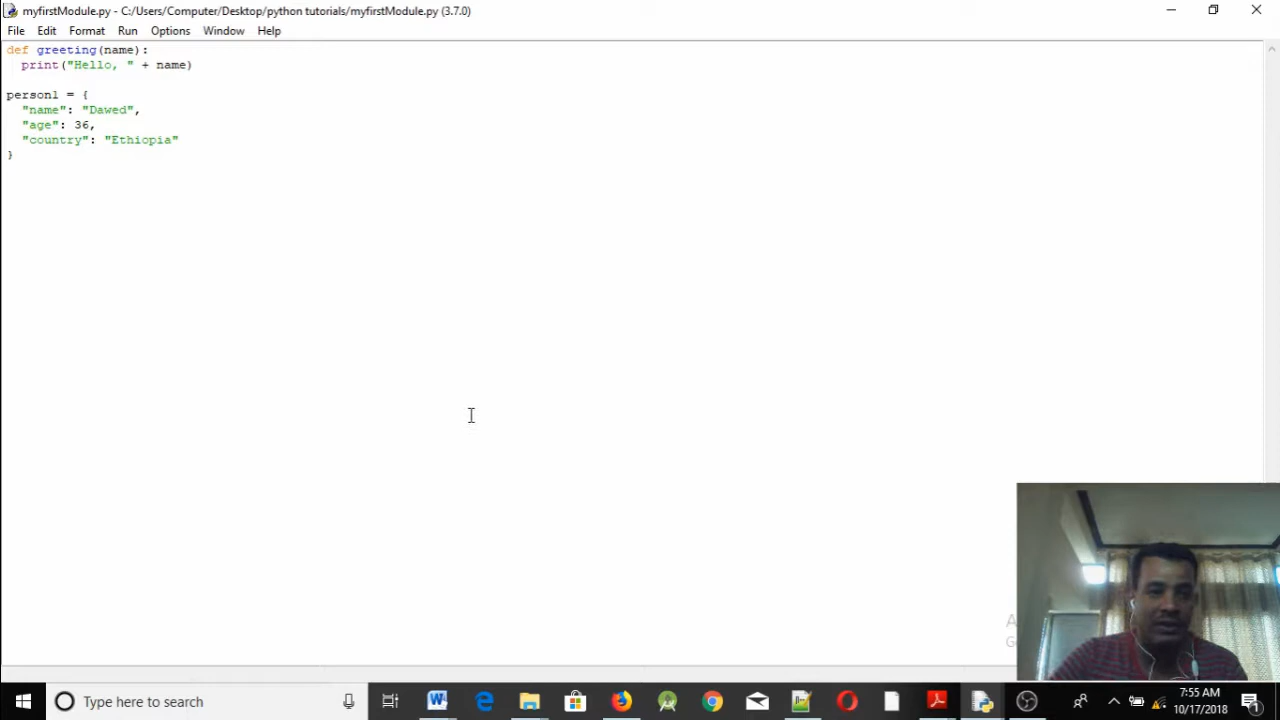 myfirstModule.py - C:/Users/Computer/Desktop/python tutorials/myfirstModule.py (3.7.0)
File Edit Format Run Options Window Help
def greeting(name):
  print("Hello, " + name)
person1 = {
  "name": "Dawed",
  "age": 36,
  "country": "Ethiopia"
}
Type here to search
7:55 AM
10/17/2018
1